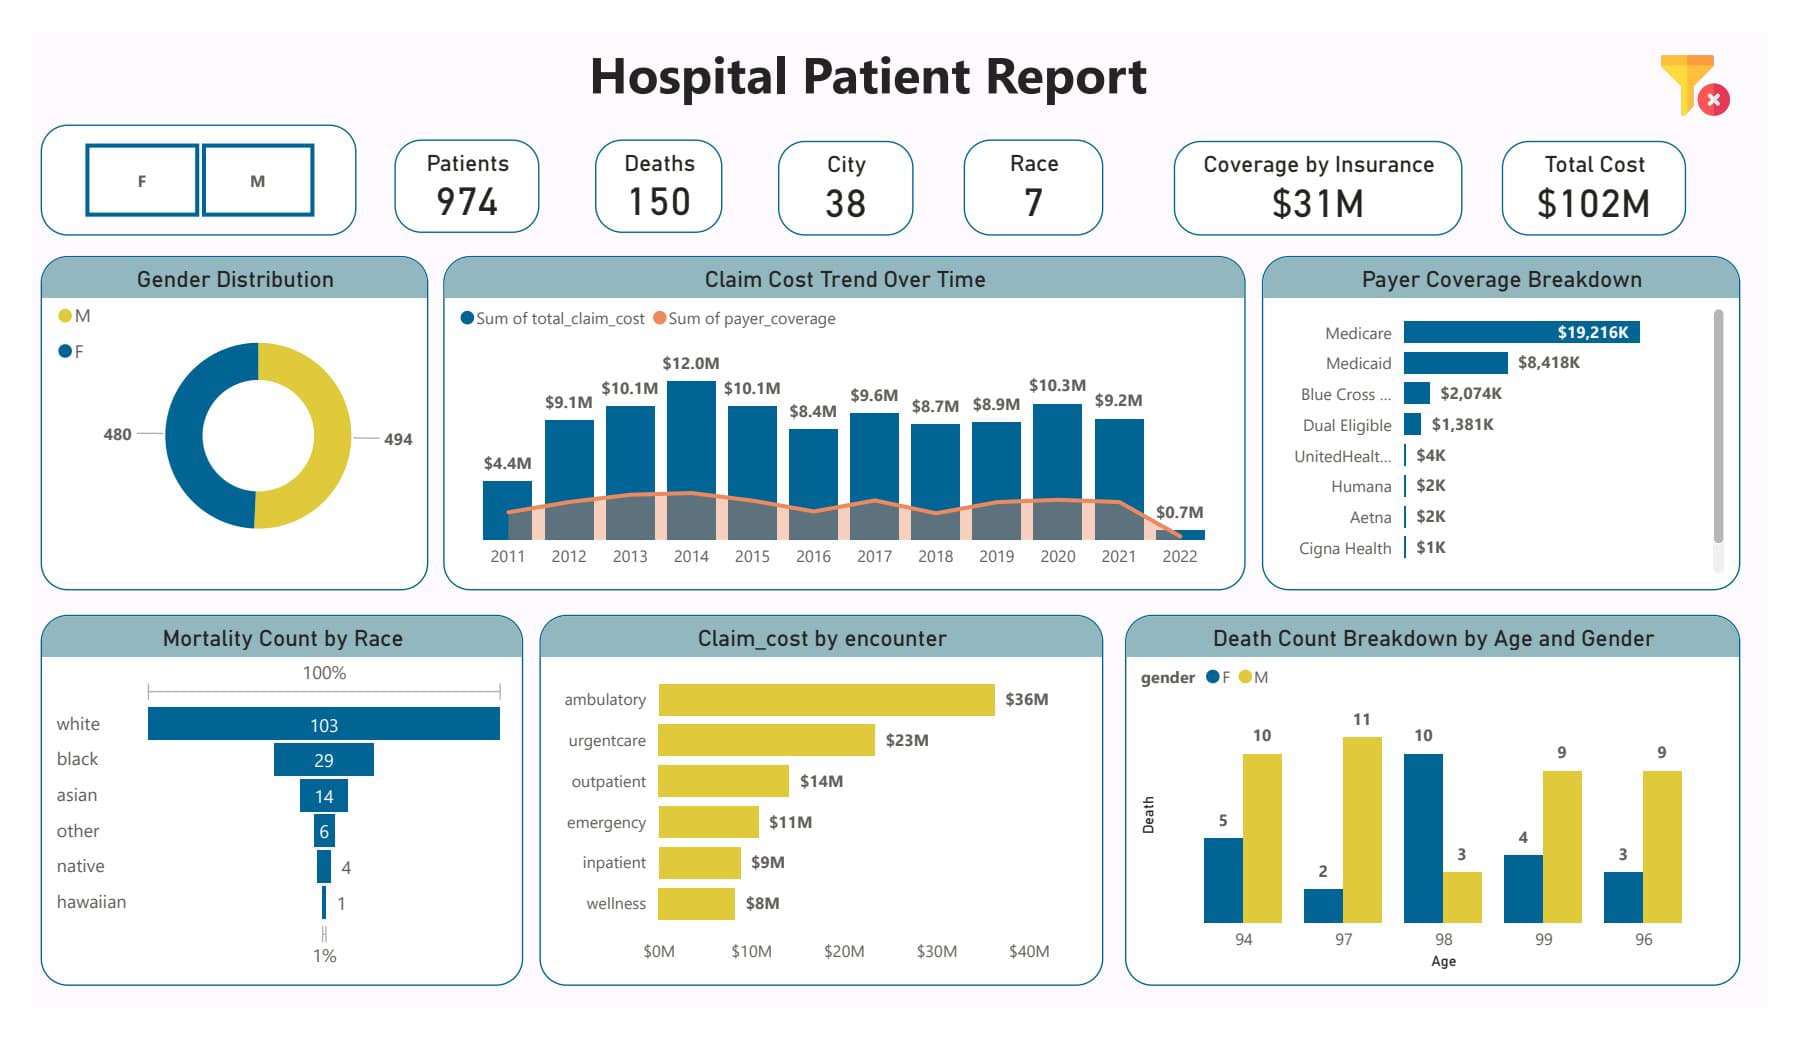 Hospital Patient Report
F
M
Patients
974
Deaths
150
City
38
Race
7
Coverage by Insurance
$31M
Total Cost
$102M
Gender Distribution
M
F
480
494
Claim Cost Trend Over Time
Sum of total_claim_cost Sum of payer_coverage
$4.4M
$9.1M
$10.1M
$12.0M
$10.1M
$8.4M
$9.6M
$8.7M
$8.9M
$10.3M
$9.2M
$0.7M
2011 2012 2013 2014 2015 2016 2017 2018 2019 2020 2021 2022
Payer Coverage Breakdown
Medicare $19,216K
Medicaid $8,418K
Blue Cross ... $2,074K
Dual Eligible $1,381K
UnitedHealt... $4K
Humana $2K
Aetna $2K
Cigna Health $1K
Mortality Count by Race
100%
white 103
black 29
asian 14
other 6
native 4
hawaiian 1
1%
Claim_cost by encounter
ambulatory $36M
urgentcare $23M
outpatient $14M
emergency $11M
inpatient $9M
wellness $8M
$0M $10M $20M $30M $40M
Death Count Breakdown by Age and Gender
gender F M
Death
5 10 2 11 10 3 4 9 3 9
94 97 98 99 96
Age